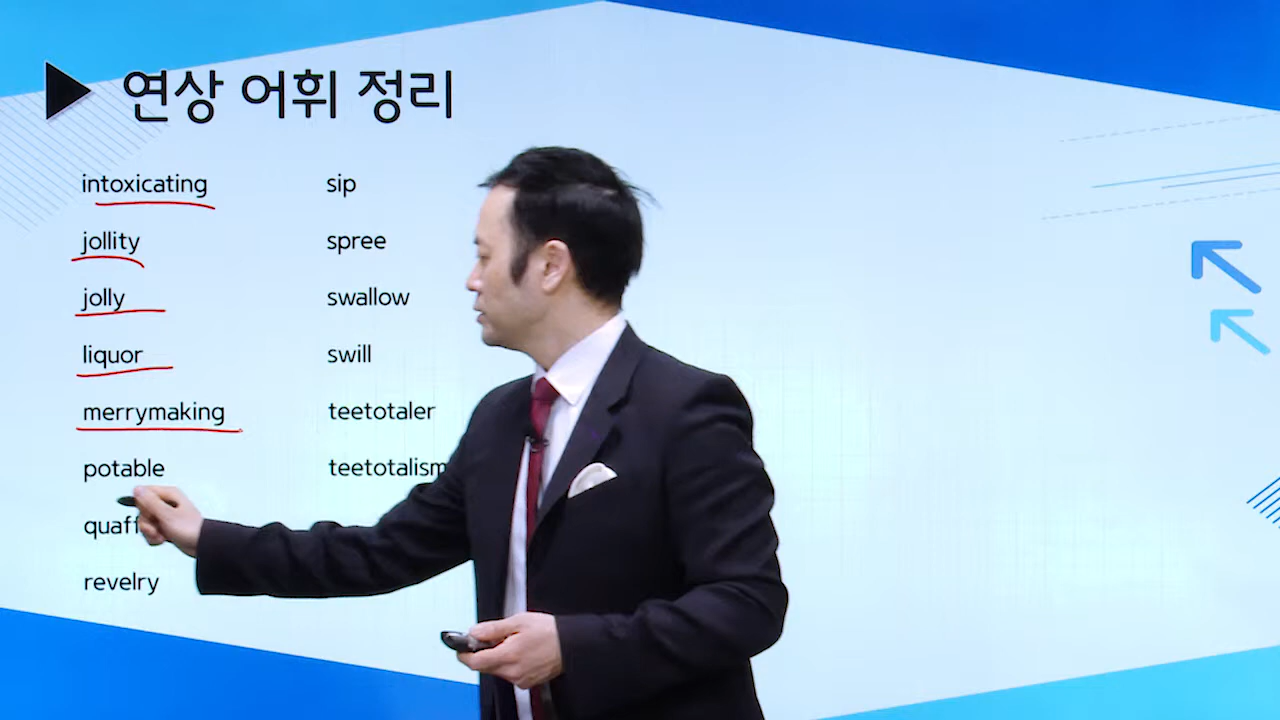 연상 어휘 정리
intoxicating
jollity
jolly
liquor
merrymaking
potable
quaff
revelry
sip
spree
swallow
swill
teetotaler
teetotalism